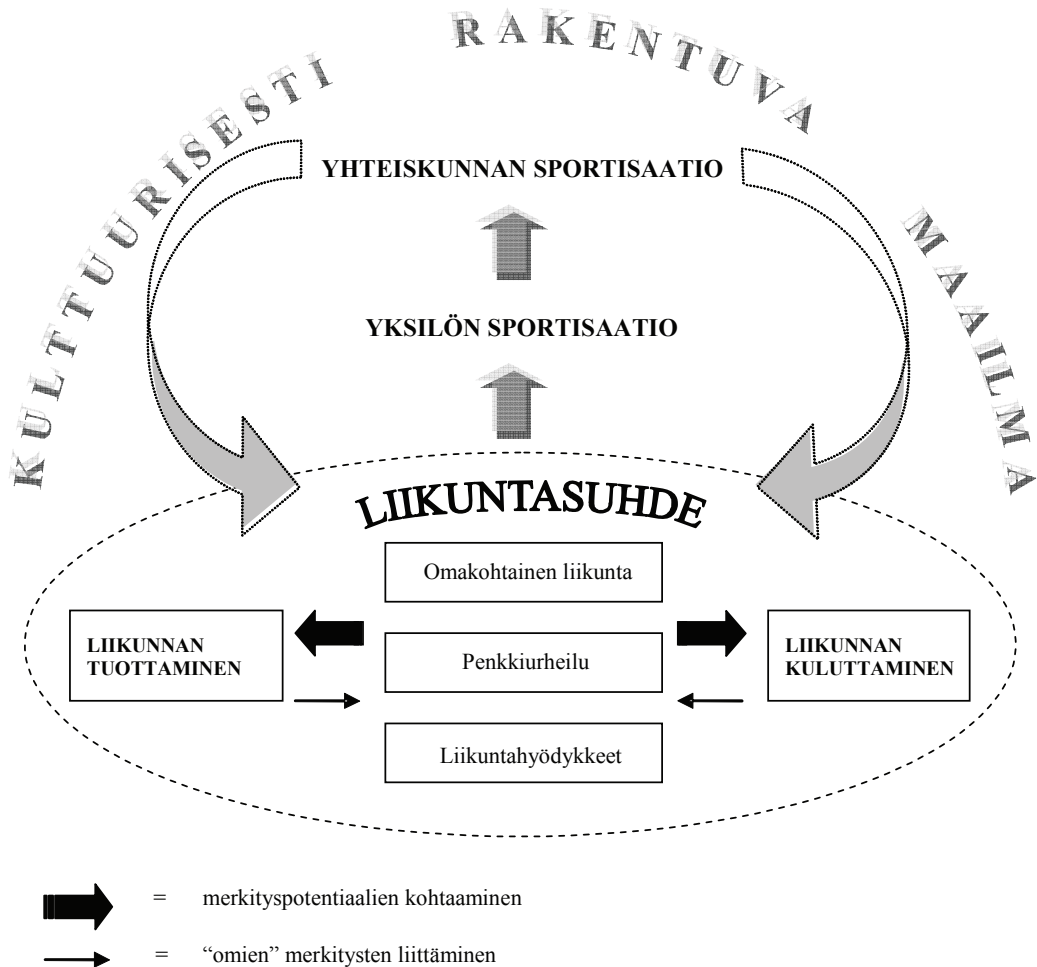 KULTTUURISESTI RAKENTUVA MAAILMA
YHTEISKUNNAN SPORTISAATIO
YKSILÖN SPORTISAATIO
LIIKUNTASUHDE
Omakohtainen liikunta
LIIKUNNAN
TUOTTAMINEN
Penkkiurheilu
LIIKUNNAN
KULUTTAMINEN
Liikuntahyödykkeet
= merkityspotentiaalien kohtaaminen
= “omien” merkitysten liittäminen